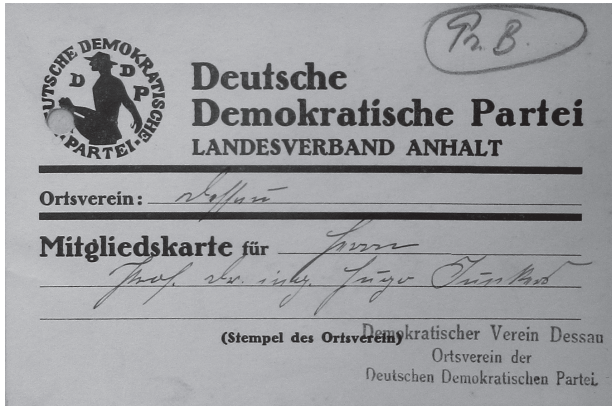 Pr. B.
DEUTSCHE DEMOKRATISCHE PARTEI
D D P
Deutsche
Demokratische Partei
LANDESVERBAND ANHALT
Ortsverein: Dessau
Mitgliedskarte für Herrn
Prof. Dr. ing. Hugo Junkers
(Stempel des Ortsverein)
Demokratischer Verein Dessau
Ortsverein der
Deutschen Demokratischen Partei.